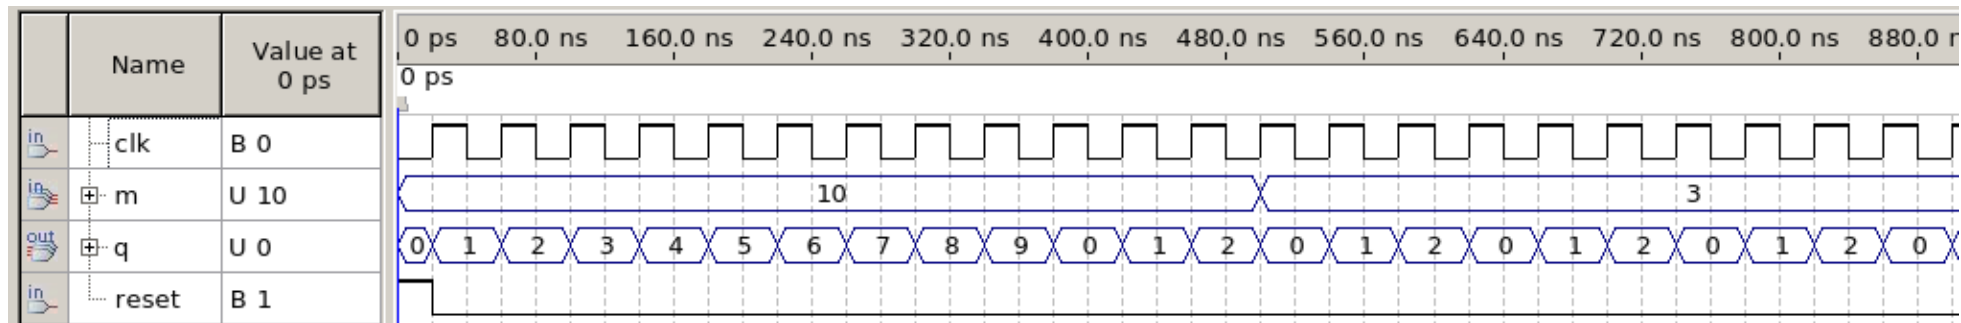 Name
Value at
0 ps
0 ps 80.0 ns 160.0 ns 240.0 ns 320.0 ns 400.0 ns 480.0 ns 560.0 ns 640.0 ns 720.0 ns 800.0 ns 880.0 n
0 ps
in clk B 0
in m U 10 10 3
out q U 0 0 1 2 3 4 5 6 7 8 9 0 1 2 0 1 2 0 1 2 0 1 2 0
in reset B 1